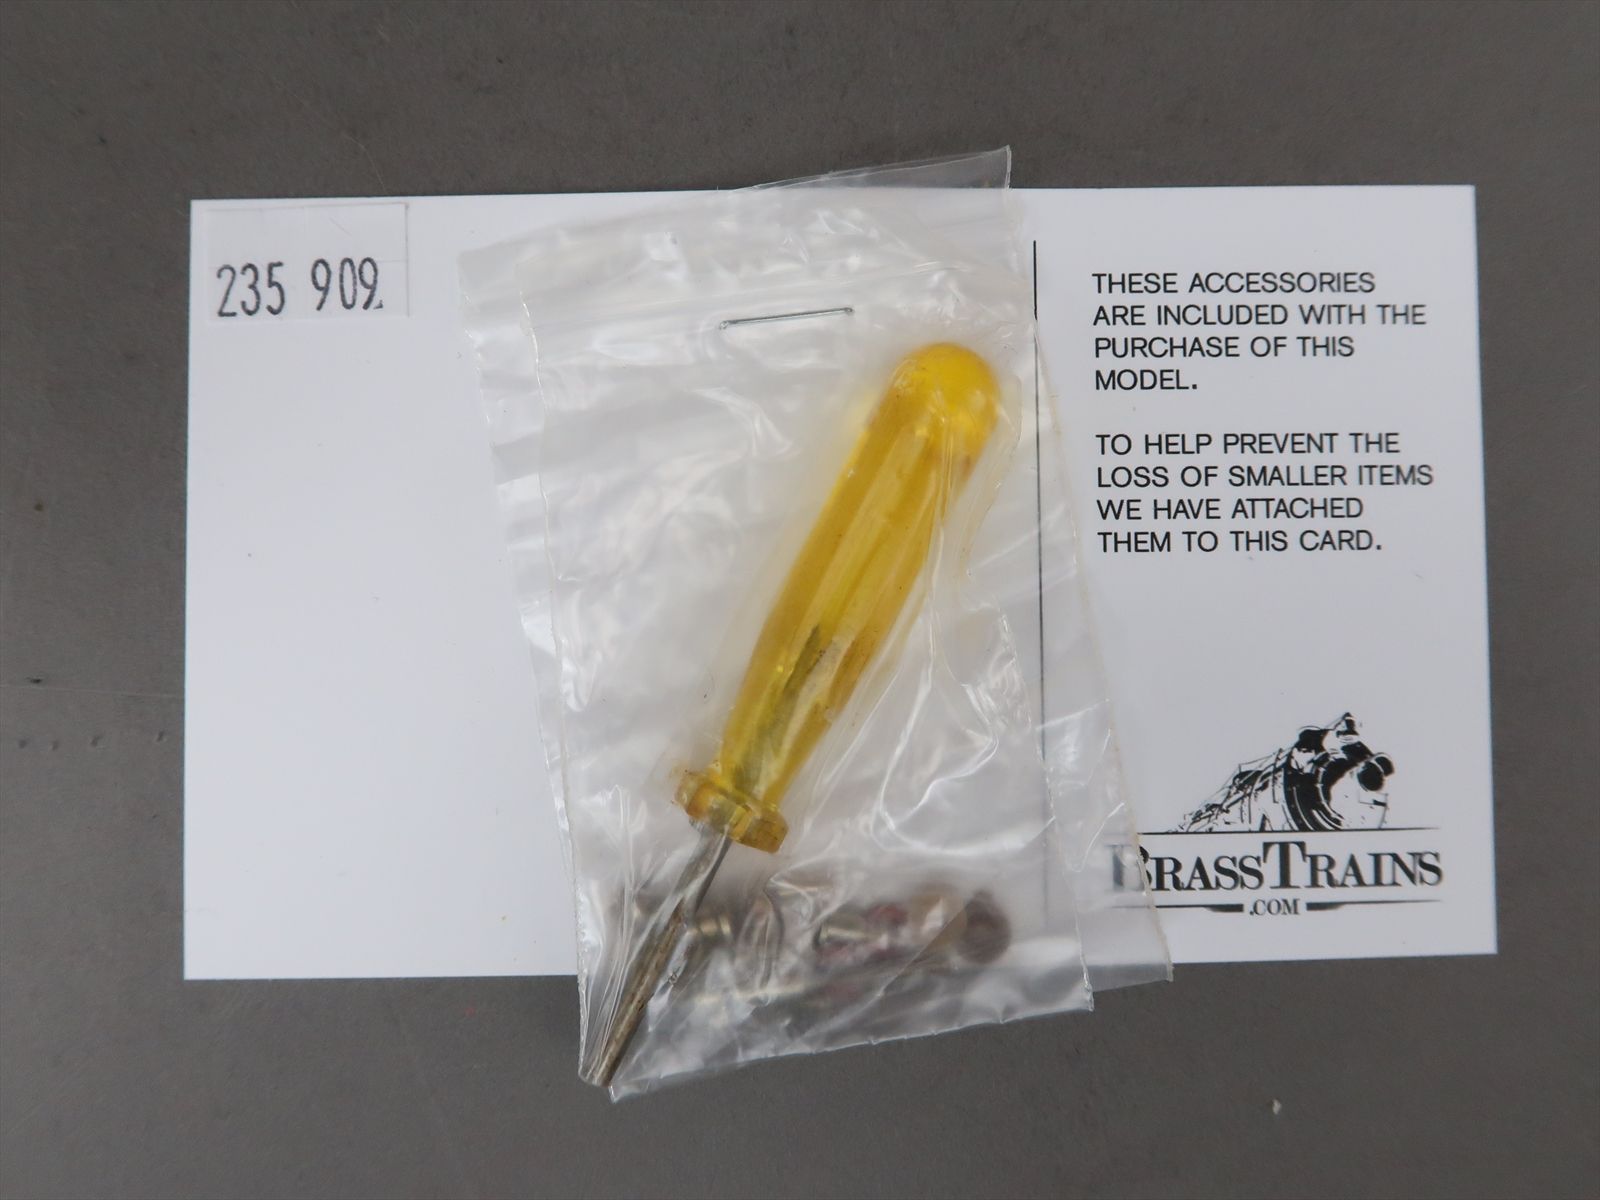 235 909
THESE ACCESSORIES
ARE INCLUDED WITH THE
PURCHASE OF THIS
MODEL.
TO HELP PREVENT THE
LOSS OF SMALLER ITEMS
WE HAVE ATTACHED
THEM TO THIS CARD.
BRASSTRAINS
.COM